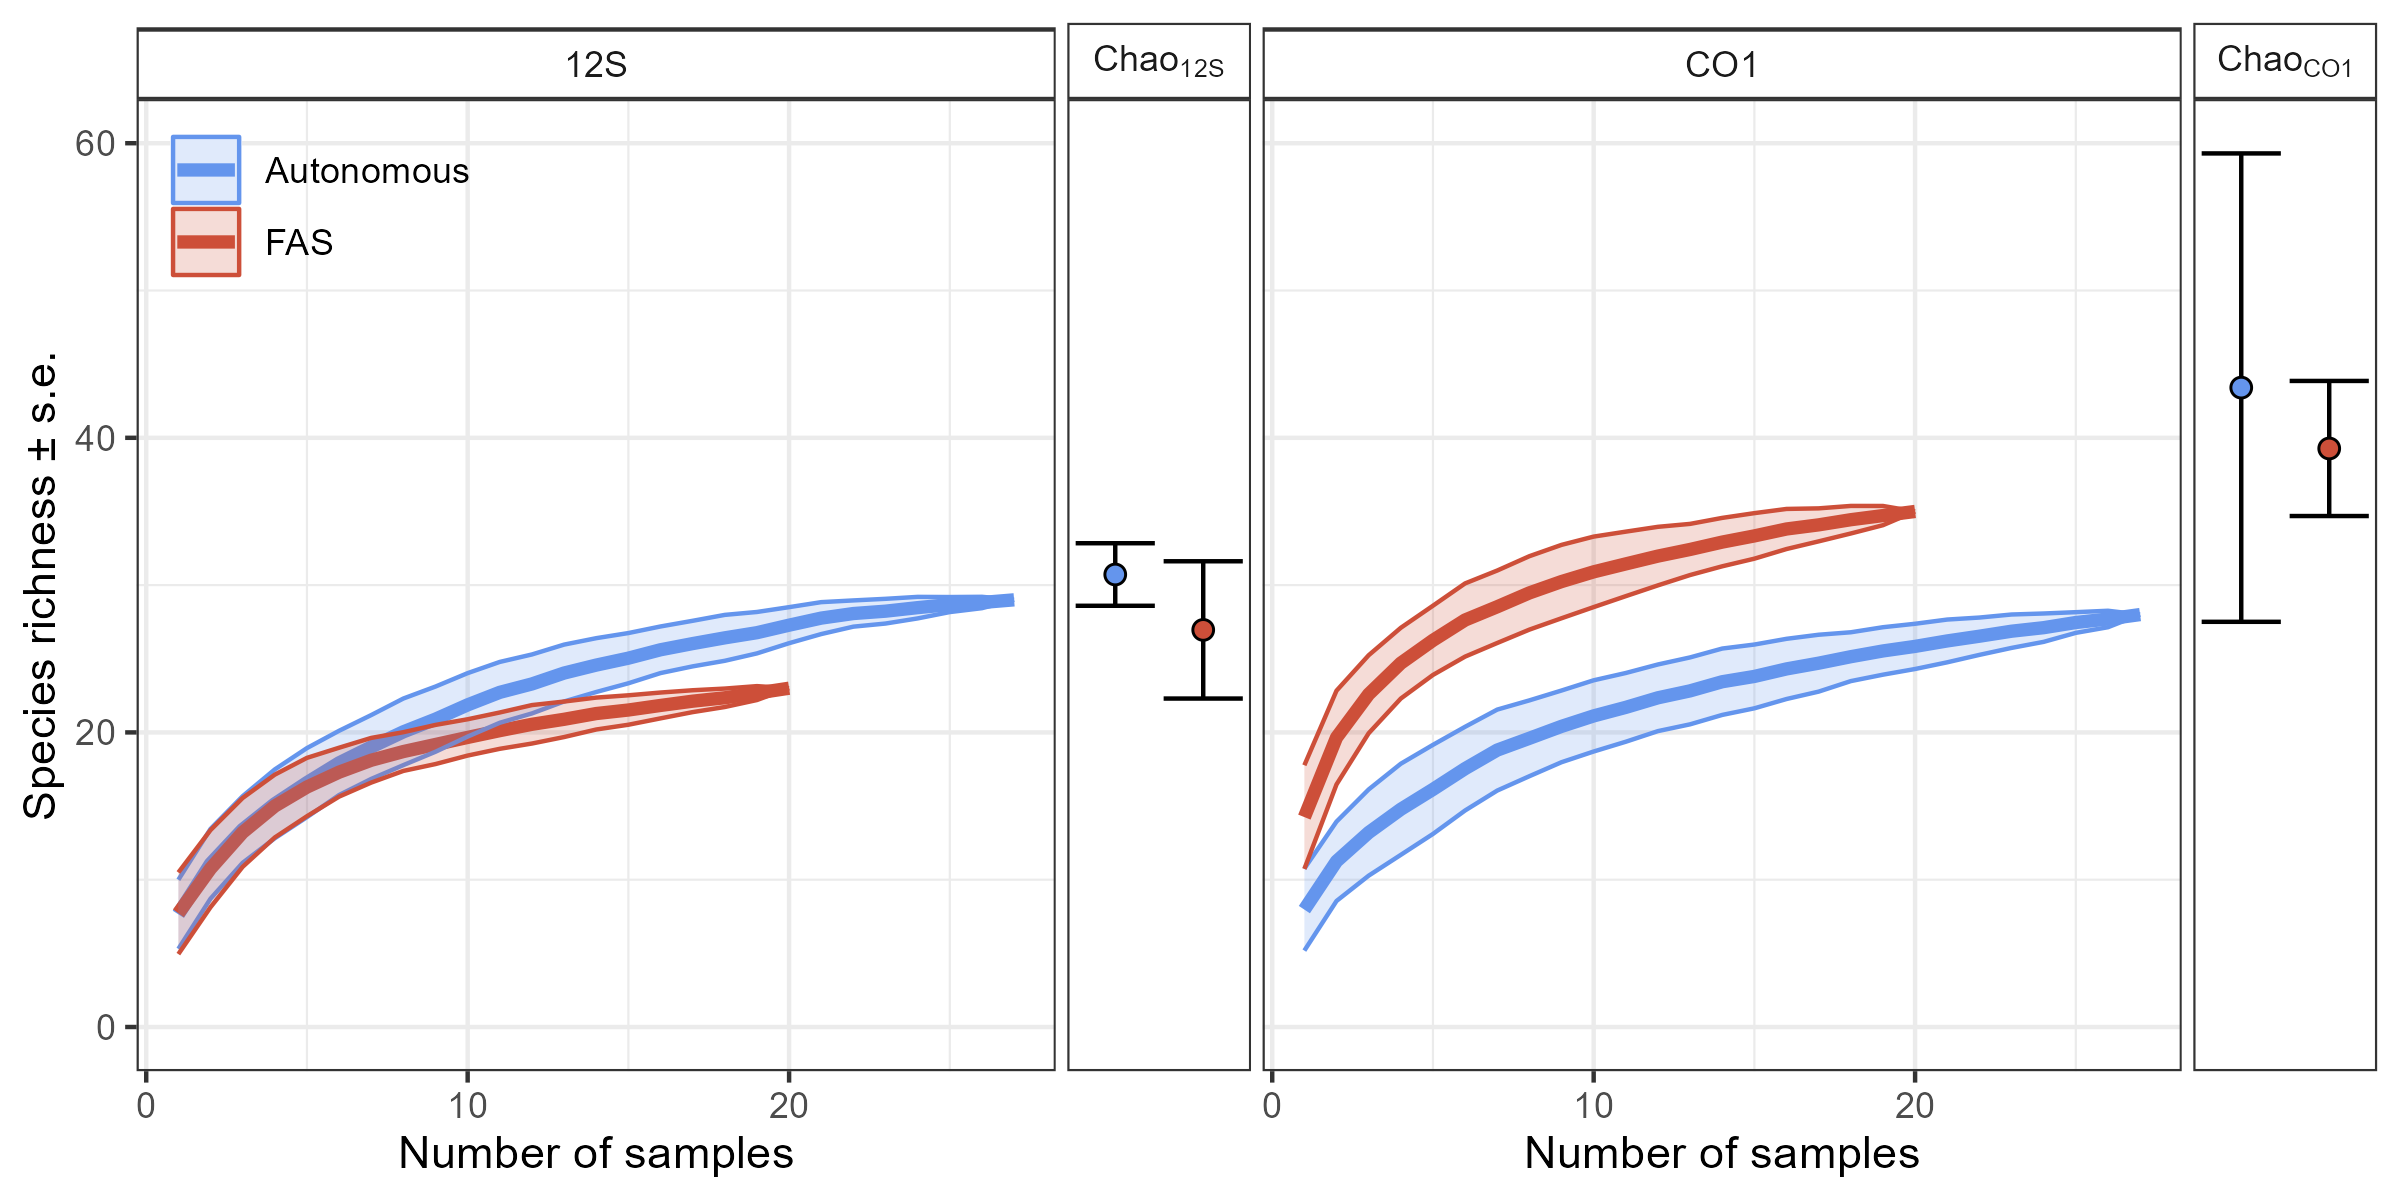 12S
Chao12S
CO1
ChaoCO1
Autonomous
FAS
Species richness ± s.e.
60
40
20
0
0 10 20
0 10 20
Number of samples
Number of samples